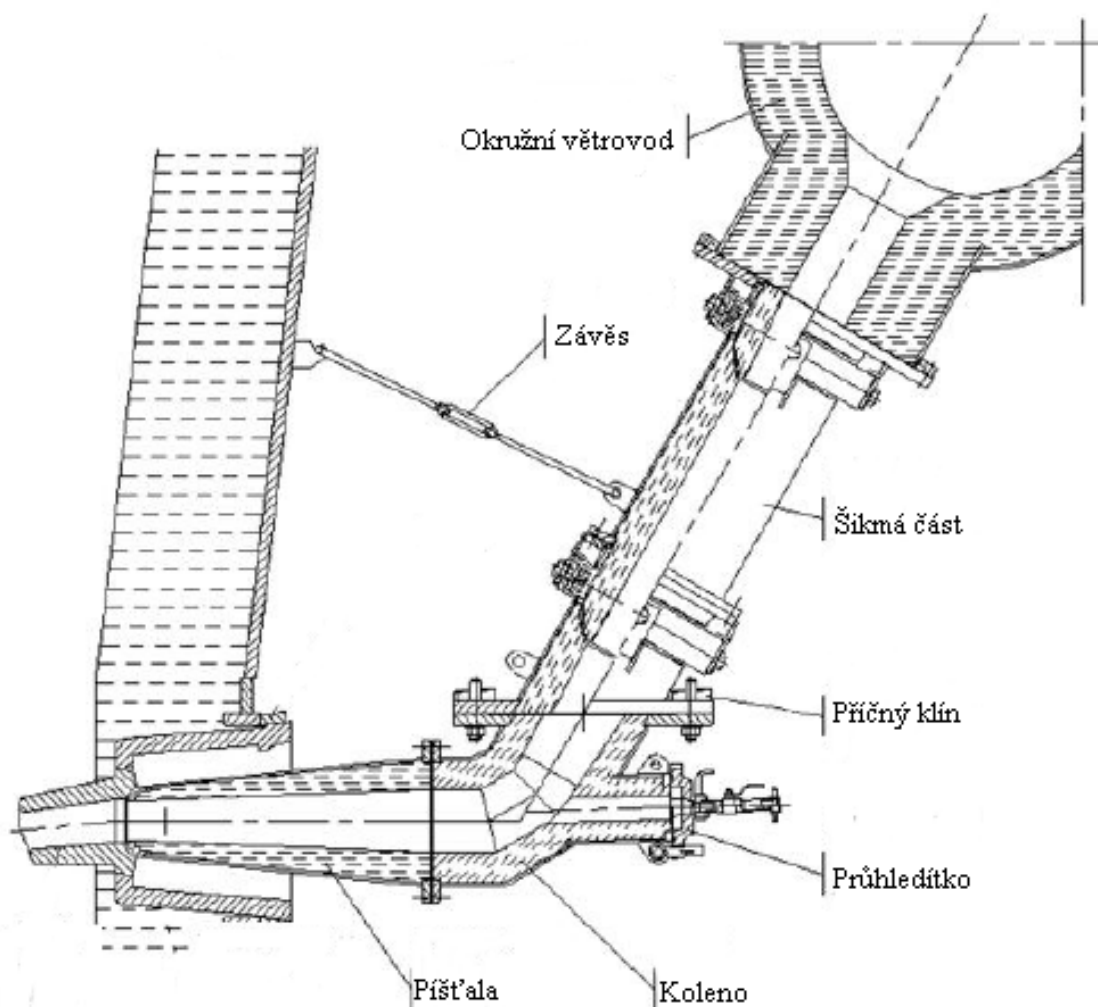 Okružní větrovod
Závěs
Šikmá část
Příčný klín
Průhledítko
Píšťala
Koleno